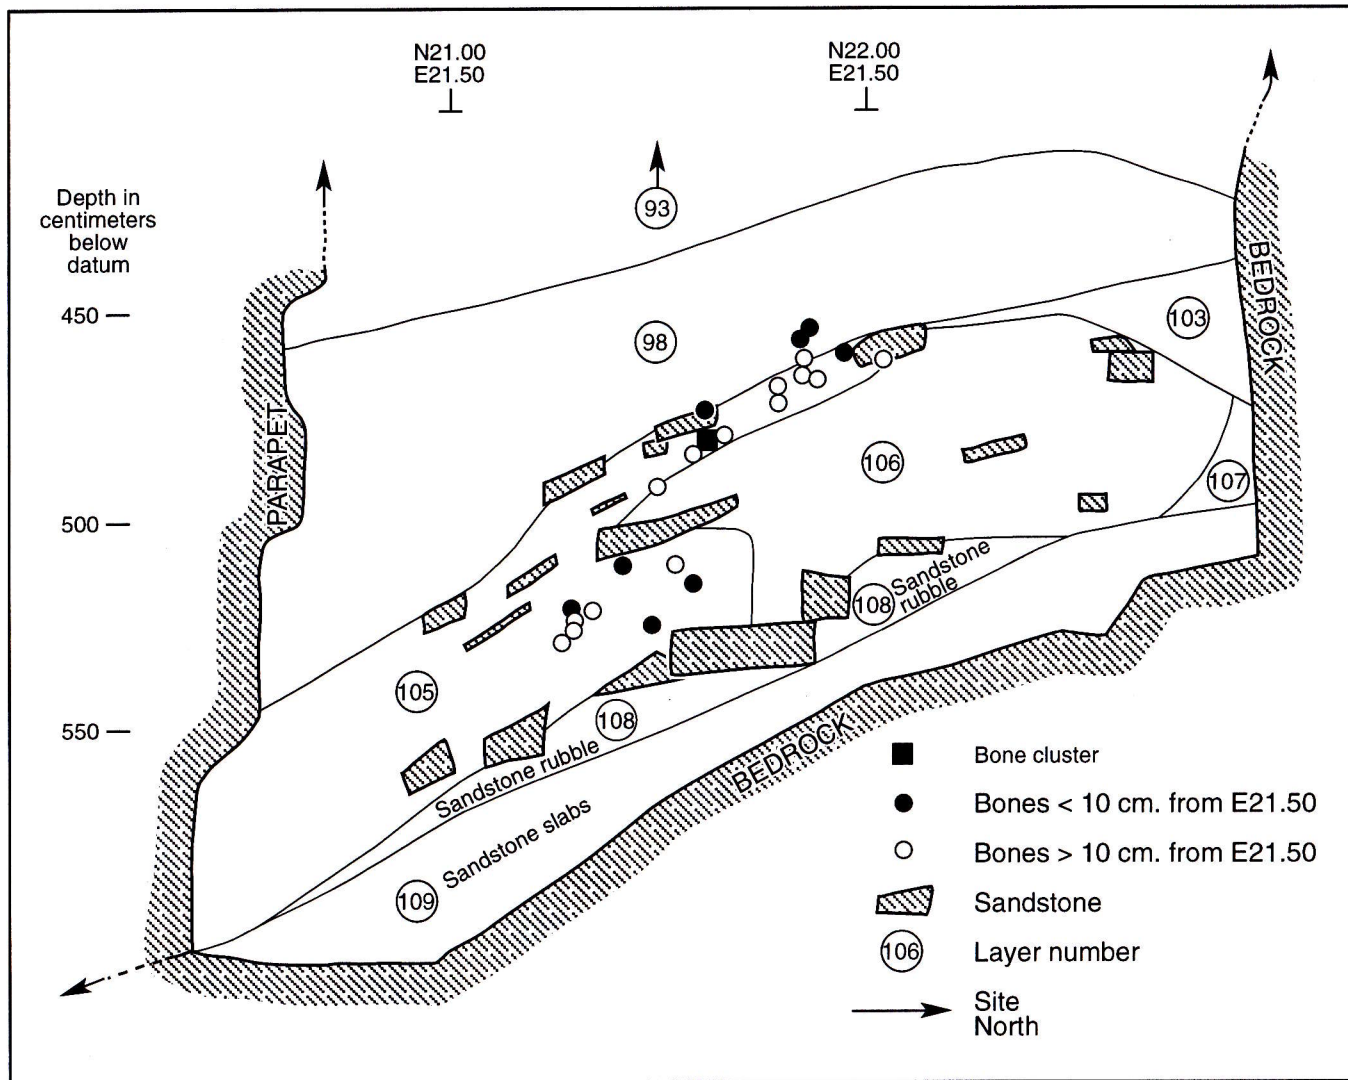 N21.00
E21.50
N22.00
E21.50
Depth in
centimeters
below
datum
93
450
98
103
BEDROCK
PARAPET
106
107
500
Sandstone
rubble
108
105
108
550
Sandstone rubble
BEDROCK
Sandstone slabs
109
Bone cluster
Bones < 10 cm. from E21.50
Bones > 10 cm. from E21.50
Sandstone
106
Layer number
Site
North